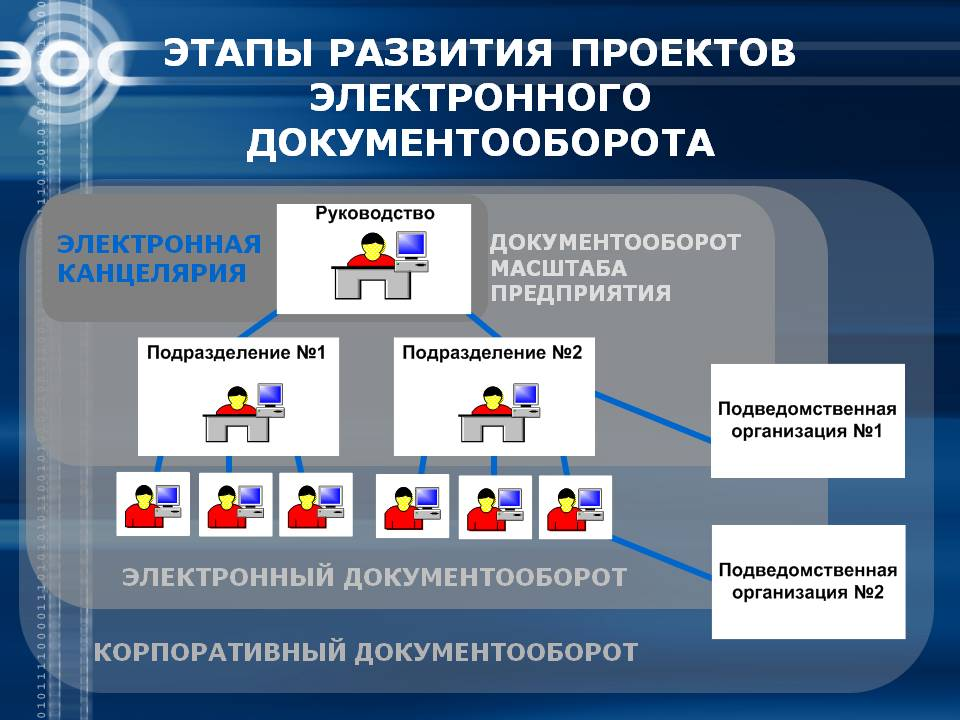 ЭОС
ЭТАПЫ РАЗВИТИЯ ПРОЕКТОВ
ЭЛЕКТРОННОГО
ДОКУМЕНТООБОРОТА
Руководство
ЭЛЕКТРОННАЯ
КАНЦЕЛЯРИЯ
ДОКУМЕНТООБОРОТ
МАСШТАБА
ПРЕДПРИЯТИЯ
Подразделение №1
Подразделение №2
Подведомственная
организация №1
Подведомственная
организация №2
ЭЛЕКТРОННЫЙ ДОКУМЕНТООБОРОТ
КОРПОРАТИВНЫЙ ДОКУМЕНТООБОРОТ